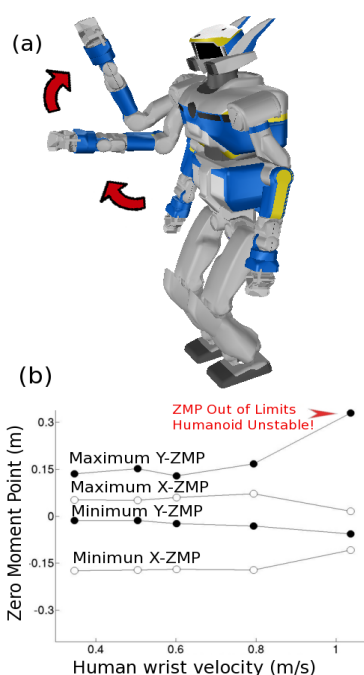 (a)
(b)
ZMP Out of Limits
Humanoid Unstable!
0.3
0.15
0
-0.15
-0.3
Zero Moment Point (m)
Maximum Y-ZMP
Maximum X-ZMP
Minimum Y-ZMP
Minimun X-ZMP
0.4
0.6
0.8
1
Human wrist velocity (m/s)